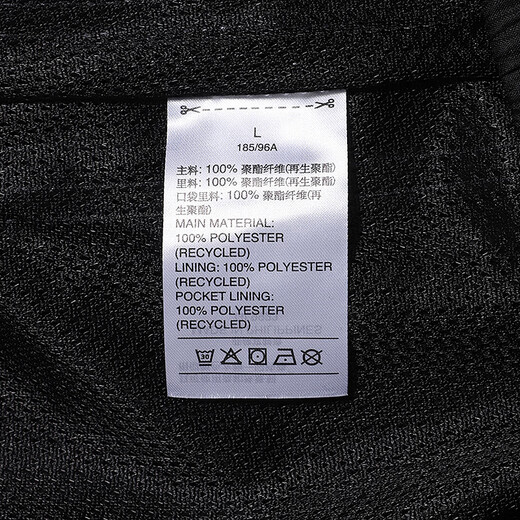 L
185/96A
主料: 100% 聚酯纤维(再生聚酯)
里料: 100% 聚酯纤维(再生聚酯)
口袋里料: 100% 聚酯纤维(再
生聚酯)
MAIN MATERIAL:
100% POLYESTER
(RECYCLED)
LINING: 100% POLYESTER
(RECYCLED)
POCKET LINING:
100% POLYESTER
(RECYCLED)
30